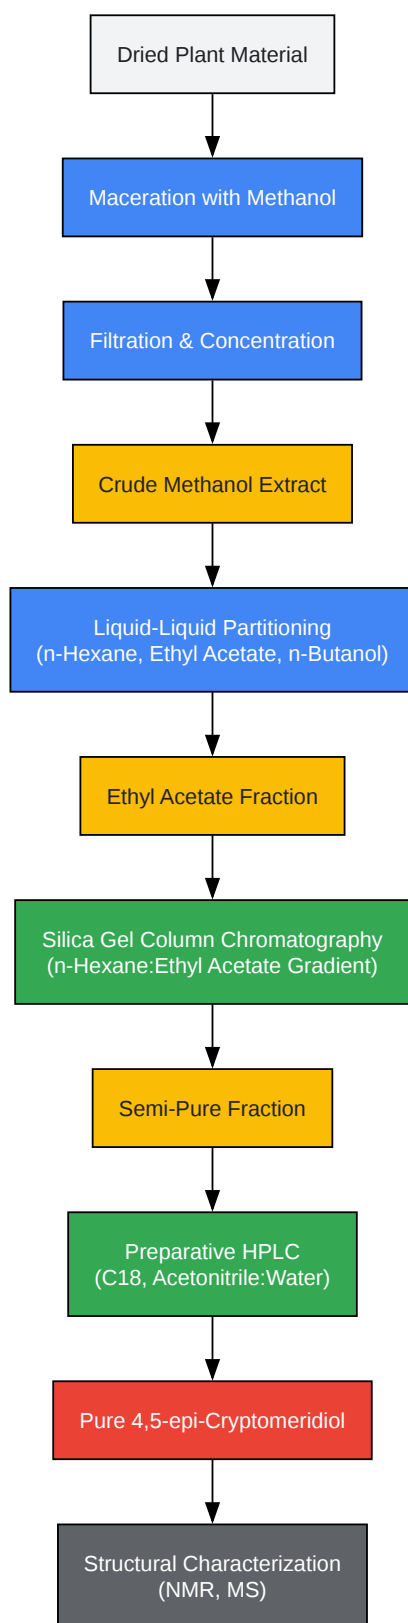 Dried Plant Material
Maceration with Methanol
Filtration & Concentration
Crude Methanol Extract
Liquid-Liquid Partitioning
(n-Hexane, Ethyl Acetate, n-Butanol)
Ethyl Acetate Fraction
Silica Gel Column Chromatography
(n-Hexane:Ethyl Acetate Gradient)
Semi-Pure Fraction
Preparative HPLC
(C18, Acetonitrile:Water)
Pure 4,5-epi-Cryptomeridiol
Structural Characterization
(NMR, MS)